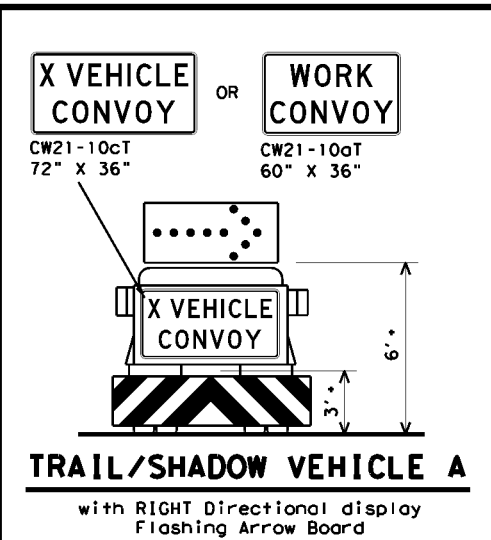 X VEHICLE
CONVOY
OR
WORK
CONVOY
CW21-10cT
72" X 36"
CW21-10aT
60" X 36"
X VEHICLE
CONVOY
6'+
3'+
TRAIL/SHADOW VEHICLE A
with RIGHT Directional display
Flashing Arrow Board